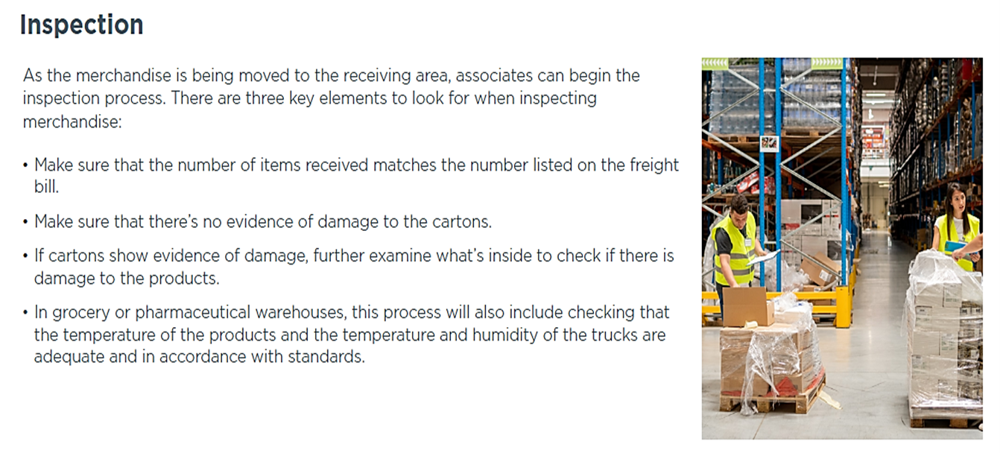 Inspection
As the merchandise is being moved to the receiving area, associates can begin the
inspection process. There are three key elements to look for when inspecting
merchandise:
• Make sure that the number of items received matches the number listed on the freight
bill.
• Make sure that there's no evidence of damage to the cartons.
• If cartons show evidence of damage, further examine what's inside to check if there is
damage to the products.
• In grocery or pharmaceutical warehouses, this process will also include checking that
the temperature of the products and the temperature and humidity of the trucks are
adequate and in accordance with standards.